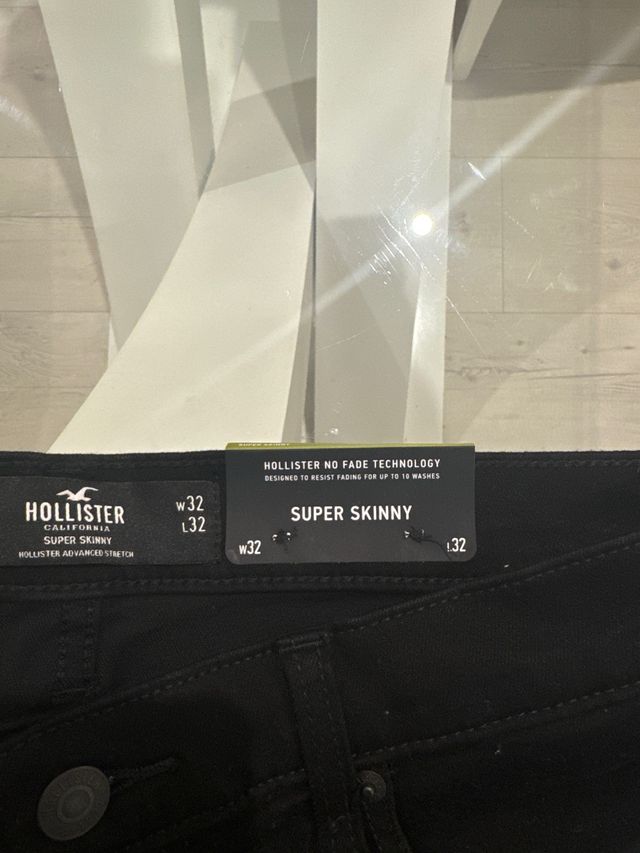 HOLLISTER
CALIFORNIA
SUPER SKINNY
HOLLISTER ADVANCED STRETCH
W32
L32
SUPER SKINNY
HOLLISTER NO FADE TECHNOLOGY
DESIGNED TO RESIST FADING FOR UP TO 10 WASHES
SUPER SKINNY
W32
L32